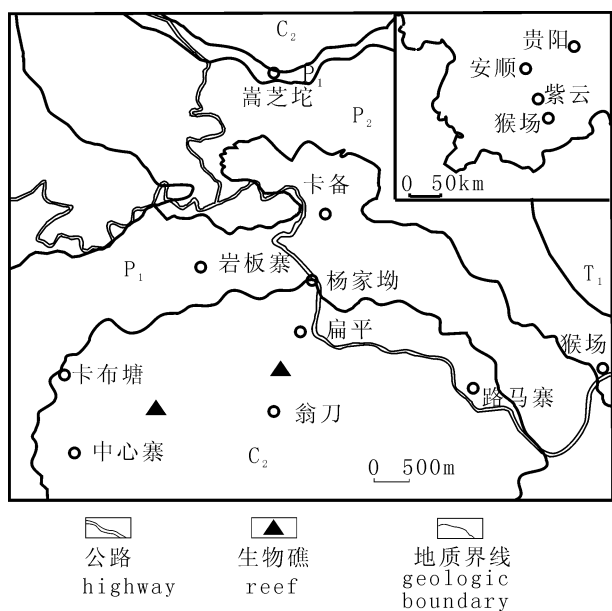 C2
P1
嵩芝坨
P2
贵阳
安顺
紫云
猴场
0 50km
卡备
P1
岩板寨
杨家坳
T1
扁平
猴场
卡布塘
路马寨
翁刀
中心寨
C2
0 500m
公路
highway
生物礁
reef
地质界线
geologic
boundary